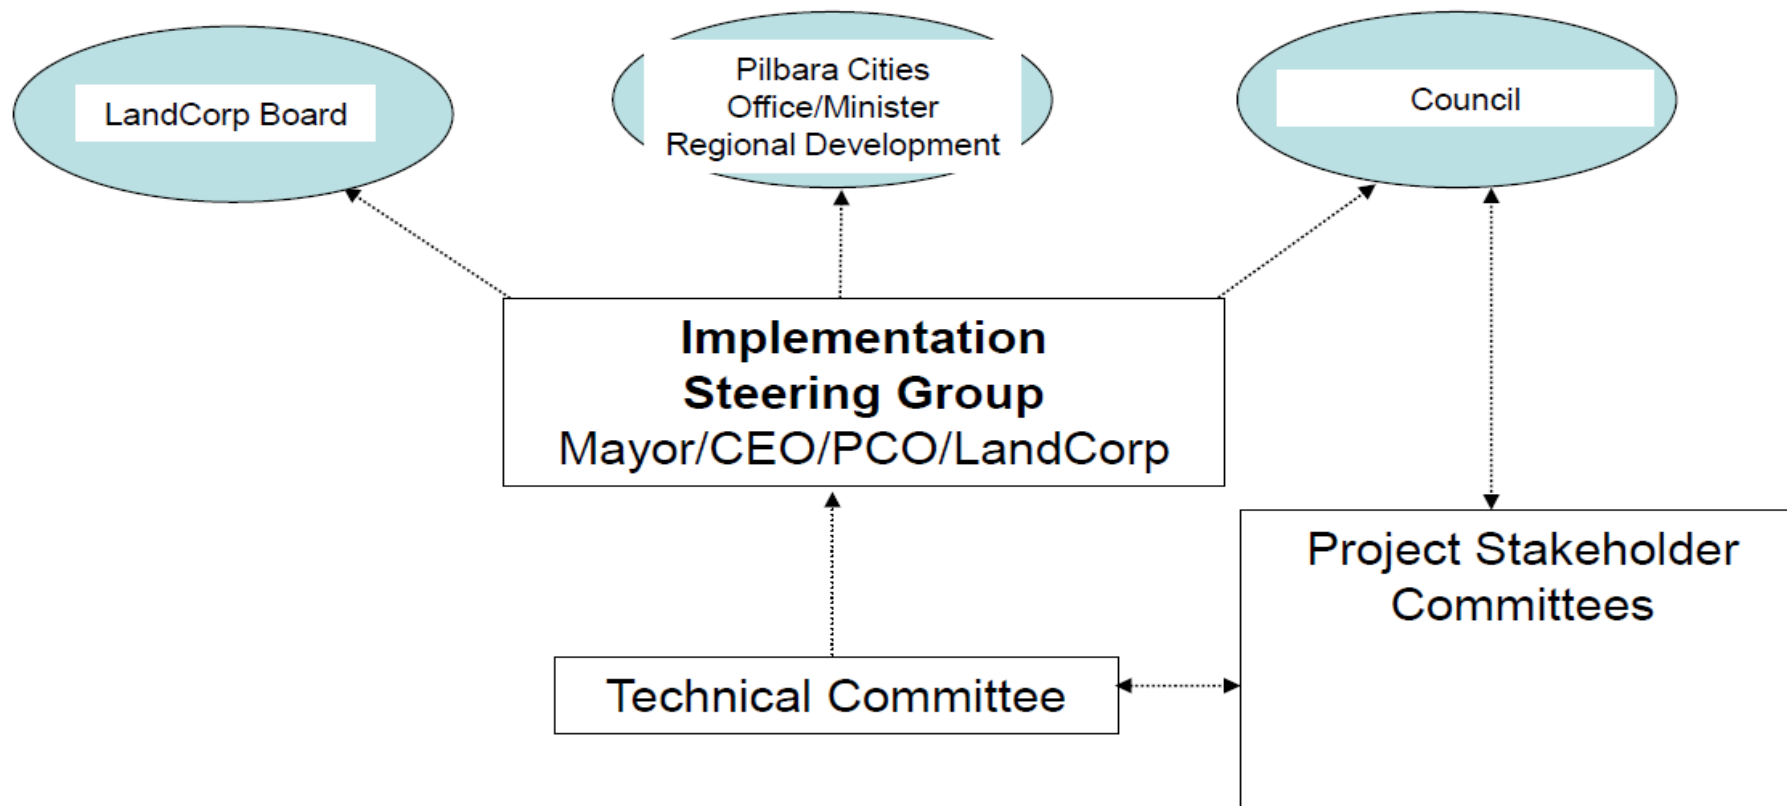 LandCorp Board
Pilbara Cities
Office/Minister
Regional Development
Council
Implementation
Steering Group
Mayor/CEO/PCO/LandCorp
Project Stakeholder
Committees
Technical Committee